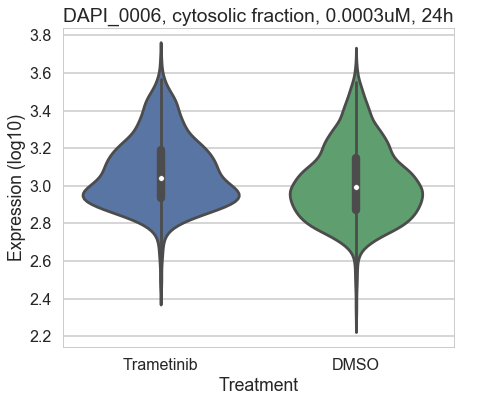 DAPI_0006, cytosolic fraction, 0.0003uM, 24h
Expression (log10)
3.8
3.6
3.4
3.2
3.0
2.8
2.6
2.4
2.2
Trametinib
DMSO
Treatment